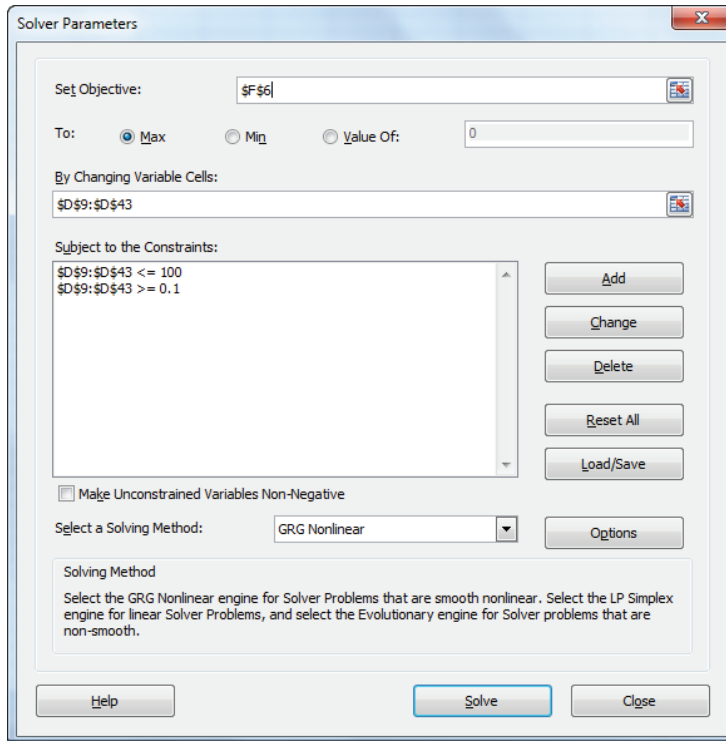 Solver Parameters
Set Objective: $F$6
To: Max Min Value Of: 0
By Changing Variable Cells:
$D$9:$D$43
Subject to the Constraints:
$D$9:$D$43 <= 100
$D$9:$D$43 >= 0.1
Add
Change
Delete
Reset All
Load/Save
Make Unconstrained Variables Non-Negative
Select a Solving Method: GRG Nonlinear Options
Solving Method
Select the GRG Nonlinear engine for Solver Problems that are smooth nonlinear. Select the LP Simplex
engine for linear Solver Problems, and select the Evolutionary engine for Solver problems that are
non-smooth.
Help Solve Close